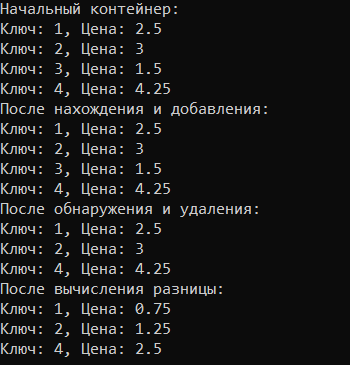 Начальный контейнер:
Ключ: 1, Цена: 2.5
Ключ: 2, Цена: 3
Ключ: 3, Цена: 1.5
Ключ: 4, Цена: 4.25
После нахождения и добавления:
Ключ: 1, Цена: 2.5
Ключ: 2, Цена: 3
Ключ: 3, Цена: 1.5
Ключ: 4, Цена: 4.25
После обнаружения и удаления:
Ключ: 1, Цена: 2.5
Ключ: 2, Цена: 3
Ключ: 4, Цена: 4.25
После вычисления разницы:
Ключ: 1, Цена: 0.75
Ключ: 2, Цена: 1.25
Ключ: 4, Цена: 2.5